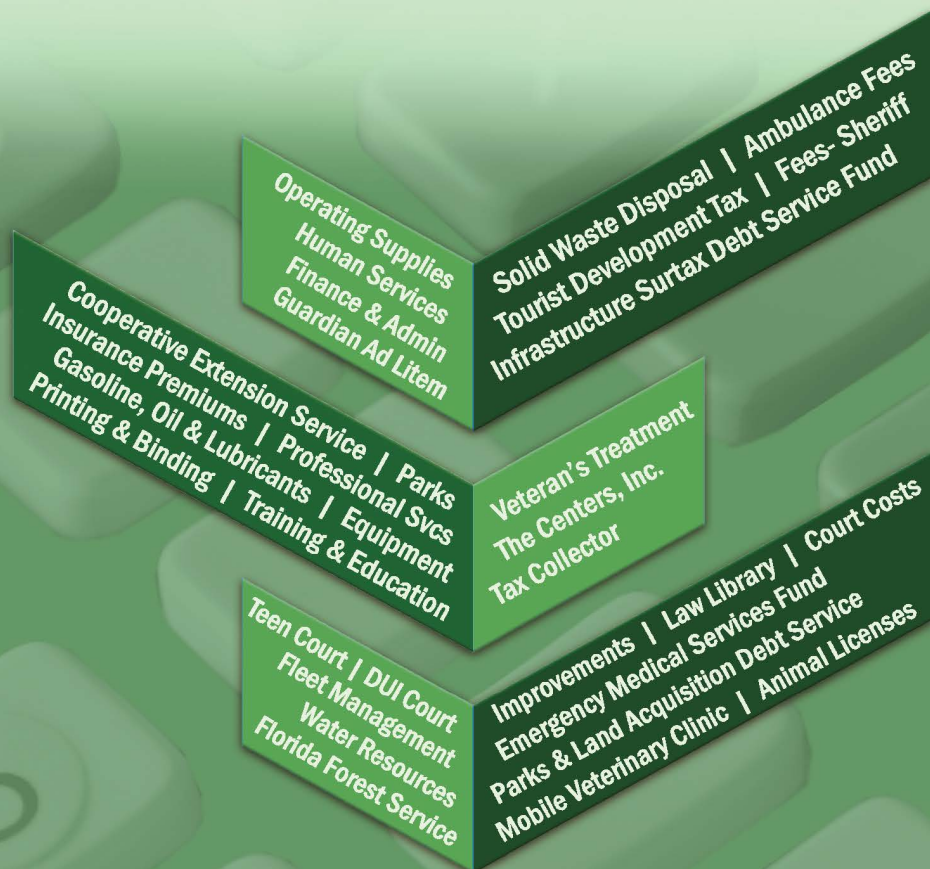 Operating Supplies
Human Services
Finance & Admin
Guardian Ad Litem
Solid Waste Disposal | Ambulance Fees
Tourist Development Tax | Fees- Sheriff
Infrastructure Surtax Debt Service Fund
Cooperative Extension Service | Parks
Insurance Premiums | Professional Svcs
Gasoline, Oil & Lubricants | Equipment
Printing & Binding | Training & Education
Veteran's Treatment
The Centers, Inc.
Tax Collector
Teen Court | DUI Court
Fleet Management
Water Resources
Florida Forest Service
Improvements | Law Library | Court Costs
Emergency Medical Services Fund
Parks & Land Acquisition Debt Service
Mobile Veterinary Clinic | Animal Licenses